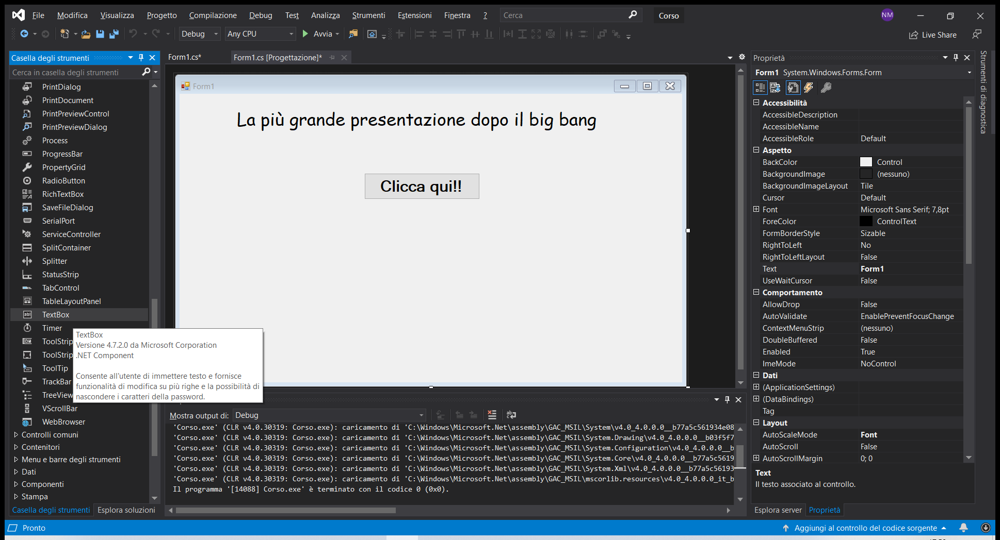 File Modifica Visualizza Progetto Compilazione Debug Test Analizza Strumenti Estensioni Finestra ? Cerca Corso NM
Debug Any CPU Avvia Live Share
Casella degli strumenti
Cerca in casella degli strumenti
PrintDialog
PrintDocument
PrintPreviewControl
PrintPreviewDialog
Process
ProgressBar
PropertyGrid
RadioButton
RichTextBox
SaveFileDialog
SerialPort
ServiceController
SplitContainer
Splitter
StatusStrip
TabControl
TableLayoutPanel
TextBox
Timer
ToolStrip
ToolStrip
ToolTip
TrackBar
TreeView
VScrollBar
WebBrowser
Controlli comuni
Contenitori
Menu e barre degli strumenti
Dati
Componenti
Stampa
Casella degli strumenti Esplora soluzioni
TextBox
Versione 4.7.2.0 da Microsoft Corporation
.NET Component
Consente all'utente di immettere testo e fornisce
funzionalità di modifica su più righe e la possibilità di
nascondere i caratteri della password.
Form1.cs* Form1.cs [Progettazione]*
Form1
La più grande presentazione dopo il big bang
Clicca qui!!
Mostra output di: Debug
'Corso.exe' (CLR v4.0.30319: Corso.exe): caricamento di 'C:\Windows\Microsoft.Net\assembly\GAC_MSIL\System\v4.0_4.0.0.0__b77a5c561934e08
'Corso.exe' (CLR v4.0.30319: Corso.exe): caricamento di 'C:\Windows\Microsoft.Net\assembly\GAC_MSIL\System.Drawing\v4.0_4.0.0.0__b03f5f7
'Corso.exe' (CLR v4.0.30319: Corso.exe): caricamento di 'C:\Windows\Microsoft.Net\assembly\GAC_MSIL\System.Configuration\v4.0_4.0.0.0__b
'Corso.exe' (CLR v4.0.30319: Corso.exe): caricamento di 'C:\Windows\Microsoft.Net\assembly\GAC_MSIL\System.Core\v4.0_4.0.0.0__b77a5c5619
'Corso.exe' (CLR v4.0.30319: Corso.exe): caricamento di 'C:\Windows\Microsoft.Net\assembly\GAC_MSIL\System.Xml\v4.0_4.0.0.0__b77a5c56193
'Corso.exe' (CLR v4.0.30319: Corso.exe): caricamento di 'C:\Windows\Microsoft.Net\assembly\GAC_MSIL\mscorlib.resources\v4.0_4.0.0.0_it_b
Il programma '[14088] Corso.exe' è terminato con il codice 0 (0x0).
Proprietà
Form1 System.Windows.Forms.Form
Accessibilità
AccessibleDescription
AccessibleName
AccessibleRole Default
Aspetto
BackColor Control
BackgroundImage (nessuno)
BackgroundImageLayout Tile
Cursor Default
Font Microsoft Sans Serif; 7,8pt
ForeColor ControlText
FormBorderStyle Sizable
RightToLeft No
RightToLeftLayout False
Text Form1
UseWaitCursor False
Comportamento
AllowDrop False
AutoValidate EnablePreventFocusChange
ContextMenuStrip (nessuno)
DoubleBuffered False
Enabled True
ImeMode NoControl
Dati
(ApplicationSettings)
(DataBindings)
Tag
Layout
AutoScaleMode Font
AutoScroll False
AutoScrollMargin 0; 0
Text
Il testo associato al controllo.
Esplora server Proprietà
Strumenti di diagnostica
Pronto Aggiungi al controllo del codice sorgente